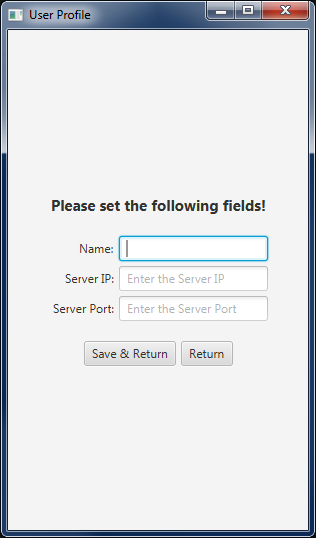 User Profile
Please set the following fields!
Name:
Server IP: Enter the Server IP
Server Port: Enter the Server Port
Save & Return Return